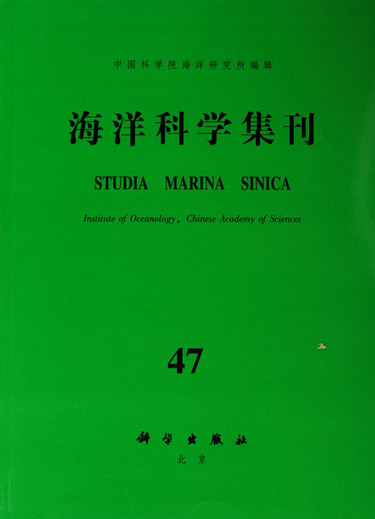 中国科学院海洋研究所编辑
海洋科学集刊
STUDIA MARINA SINICA
Institute of Oceanology, Chinese Academy of Sciences
47
科学出版社
北京